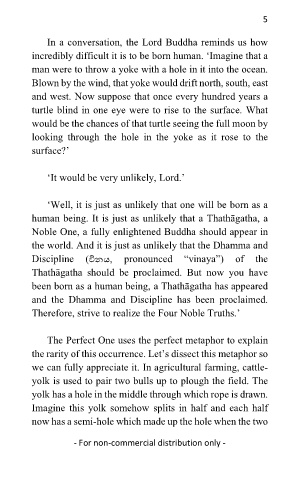 5
In a conversation, the Lord Buddha reminds us how
incredibly difficult it is to be born human. ‘Imagine that a
man were to throw a yoke with a hole in it into the ocean.
Blown by the wind, that yoke would drift north, south, east
and west. Now suppose that once every hundred years a
turtle blind in one eye were to rise to the surface. What
would be the chances of that turtle seeing the full moon by
looking through the hole in the yoke as it rose to the
surface?’
‘It would be very unlikely, Lord.’
‘Well, it is just as unlikely that one will be born as a
human being. It is just as unlikely that a Thathāgatha, a
Noble One, a fully enlightened Buddha should appear in
the world. And it is just as unlikely that the Dhamma and
Discipline (විනය, pronounced “vinaya”) of the
Thathāgatha should be proclaimed. But now you have
been born as a human being, a Thathāgatha has appeared
and the Dhamma and Discipline has been proclaimed.
Therefore, strive to realize the Four Noble Truths.’
The Perfect One uses the perfect metaphor to explain
the rarity of this occurrence. Let’s dissect this metaphor so
we can fully appreciate it. In agricultural farming, cattle-
yolk is used to pair two bulls up to plough the field. The
yolk has a hole in the middle through which rope is drawn.
Imagine this yolk somehow splits in half and each half
now has a semi-hole which made up the hole when the two
- For non-commercial distribution only -